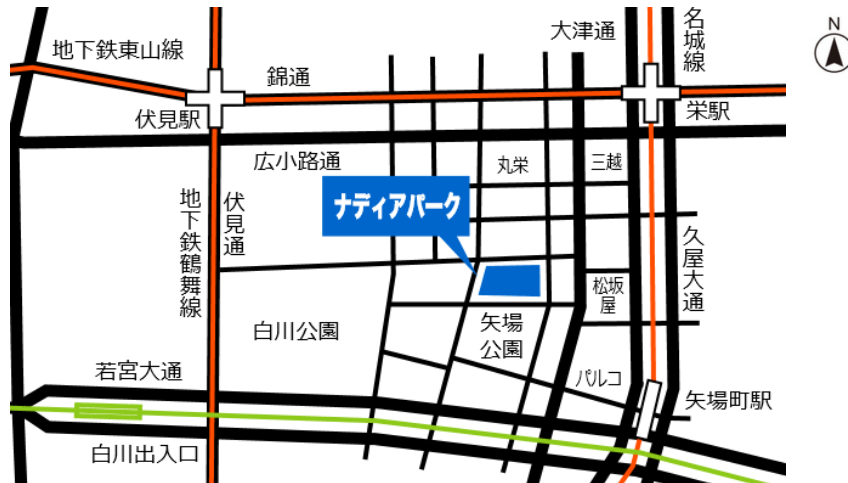 大津通
名城線
N
地下鉄東山線
錦通
伏見駅
栄駅
広小路通
丸栄
三越
ナディアパーク
地下鉄鶴舞線
伏見通
久屋大通
松坂
屋
白川公園
矢場
公園
若宮大通
パルコ
矢場町駅
白川出入口